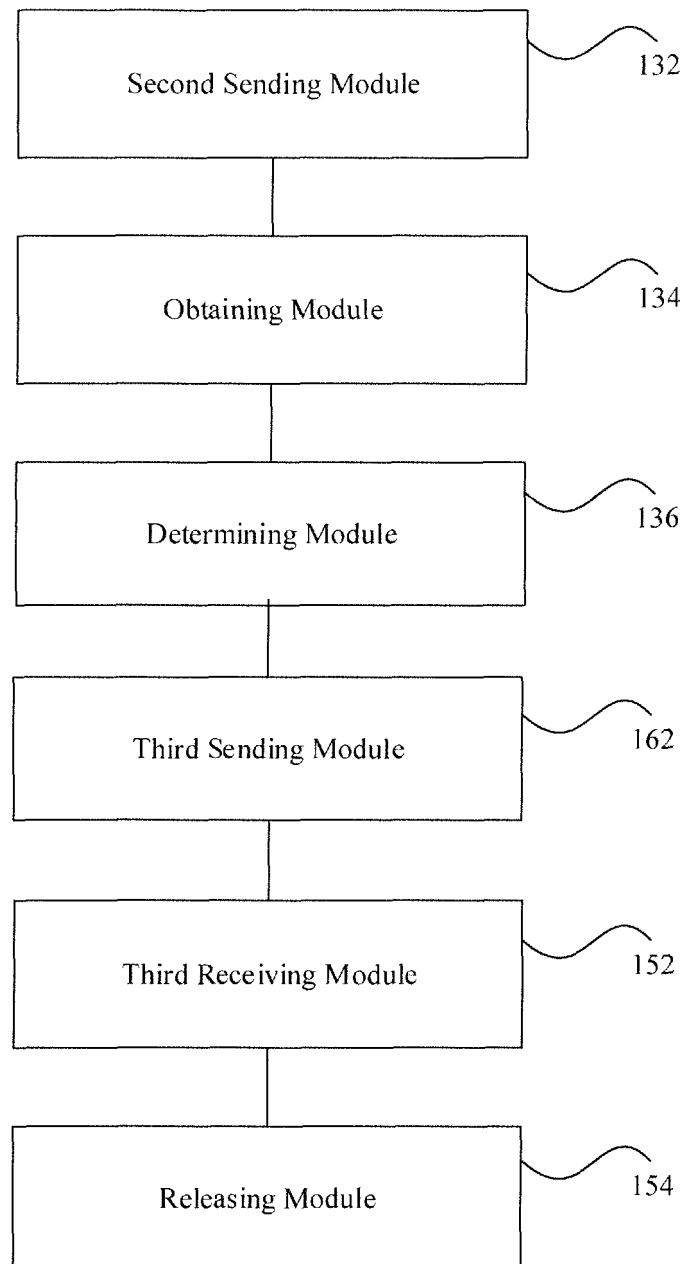 Second Sending Module
132
Obtaining Module
134
Determining Module
136
Third Sending Module
162
Third Receiving Module
152
Releasing Module
154